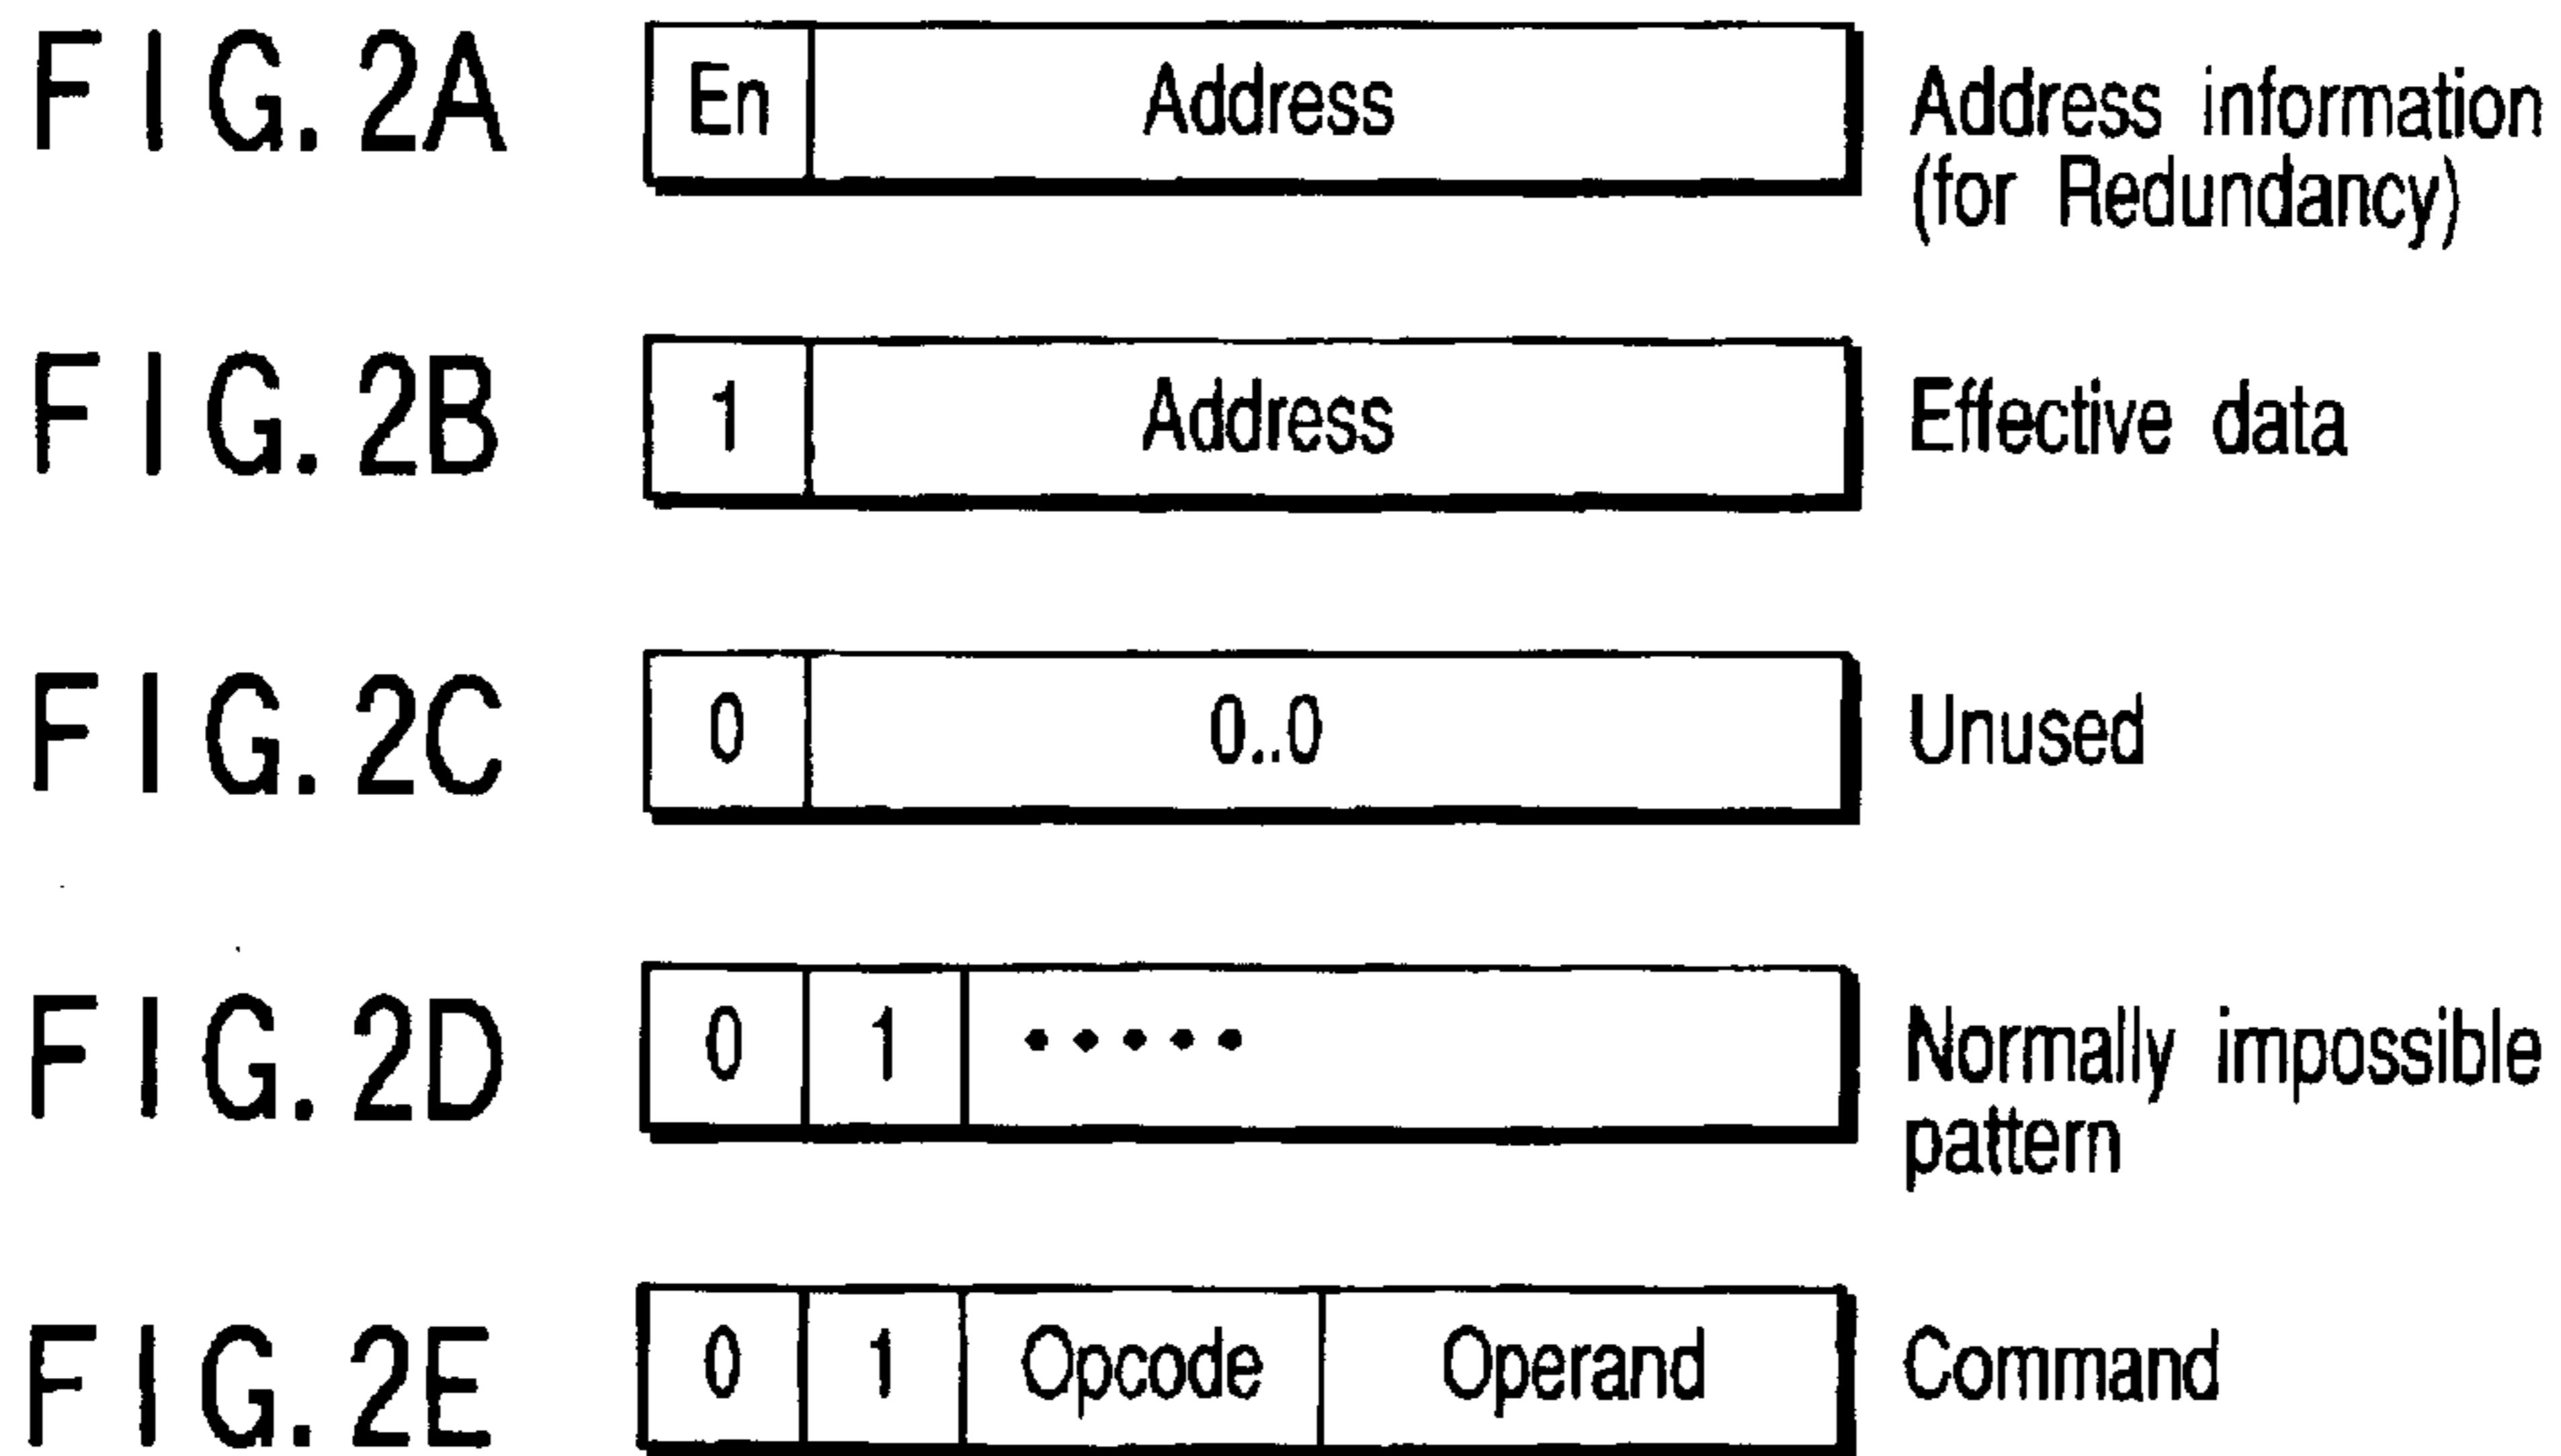 FIG. 2A
En Address
Address information
(for Redundancy)
FIG. 2B
1 Address
Effective data
FIG. 2C
0 0..0
Unused
FIG. 2D
0 1 •••••
Normally impossible
pattern
FIG. 2E
0 1 Opcode Operand
Command